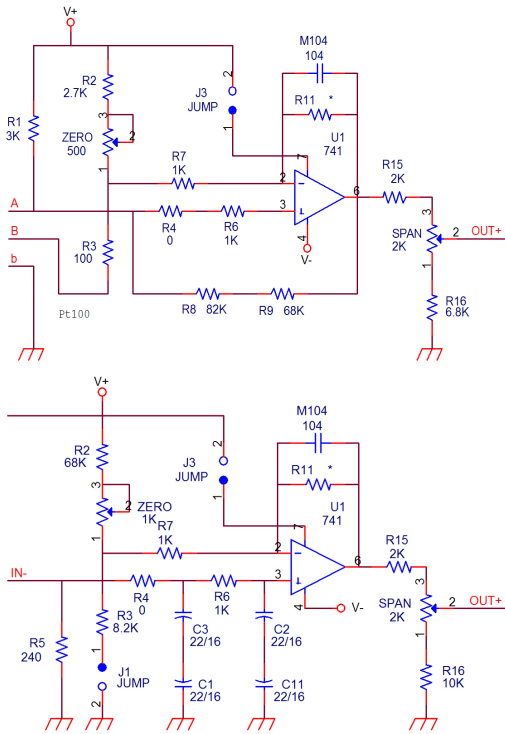 V+
M104
104
R2
2.7K
J3
JUMP
2
1
R11 *
R1
3K
3
ZERO
500
2
1
U1
741
7
R7
1K
2
6
R15
2K
A
R4
0
R6
1K
3
3
SPAN
2K
2
OUT+
B
R3
100
4
V-
1
b
R8 82K
R9 68K
R16
6.8K
Pt100
V+
M104
104
R2
68K
J3
JUMP
2
1
R11 *
3
ZERO
1K
2
1
U1
741
7
R7
1K
2
6
R15
2K
IN-
R4
0
R6
1K
3
4
V-
3
SPAN
2K
2
OUT+
R3
8.2K
C3
22/16
C2
22/16
1
R5
240
1
J1
JUMP
2
C1
22/16
C11
22/16
R16
10K